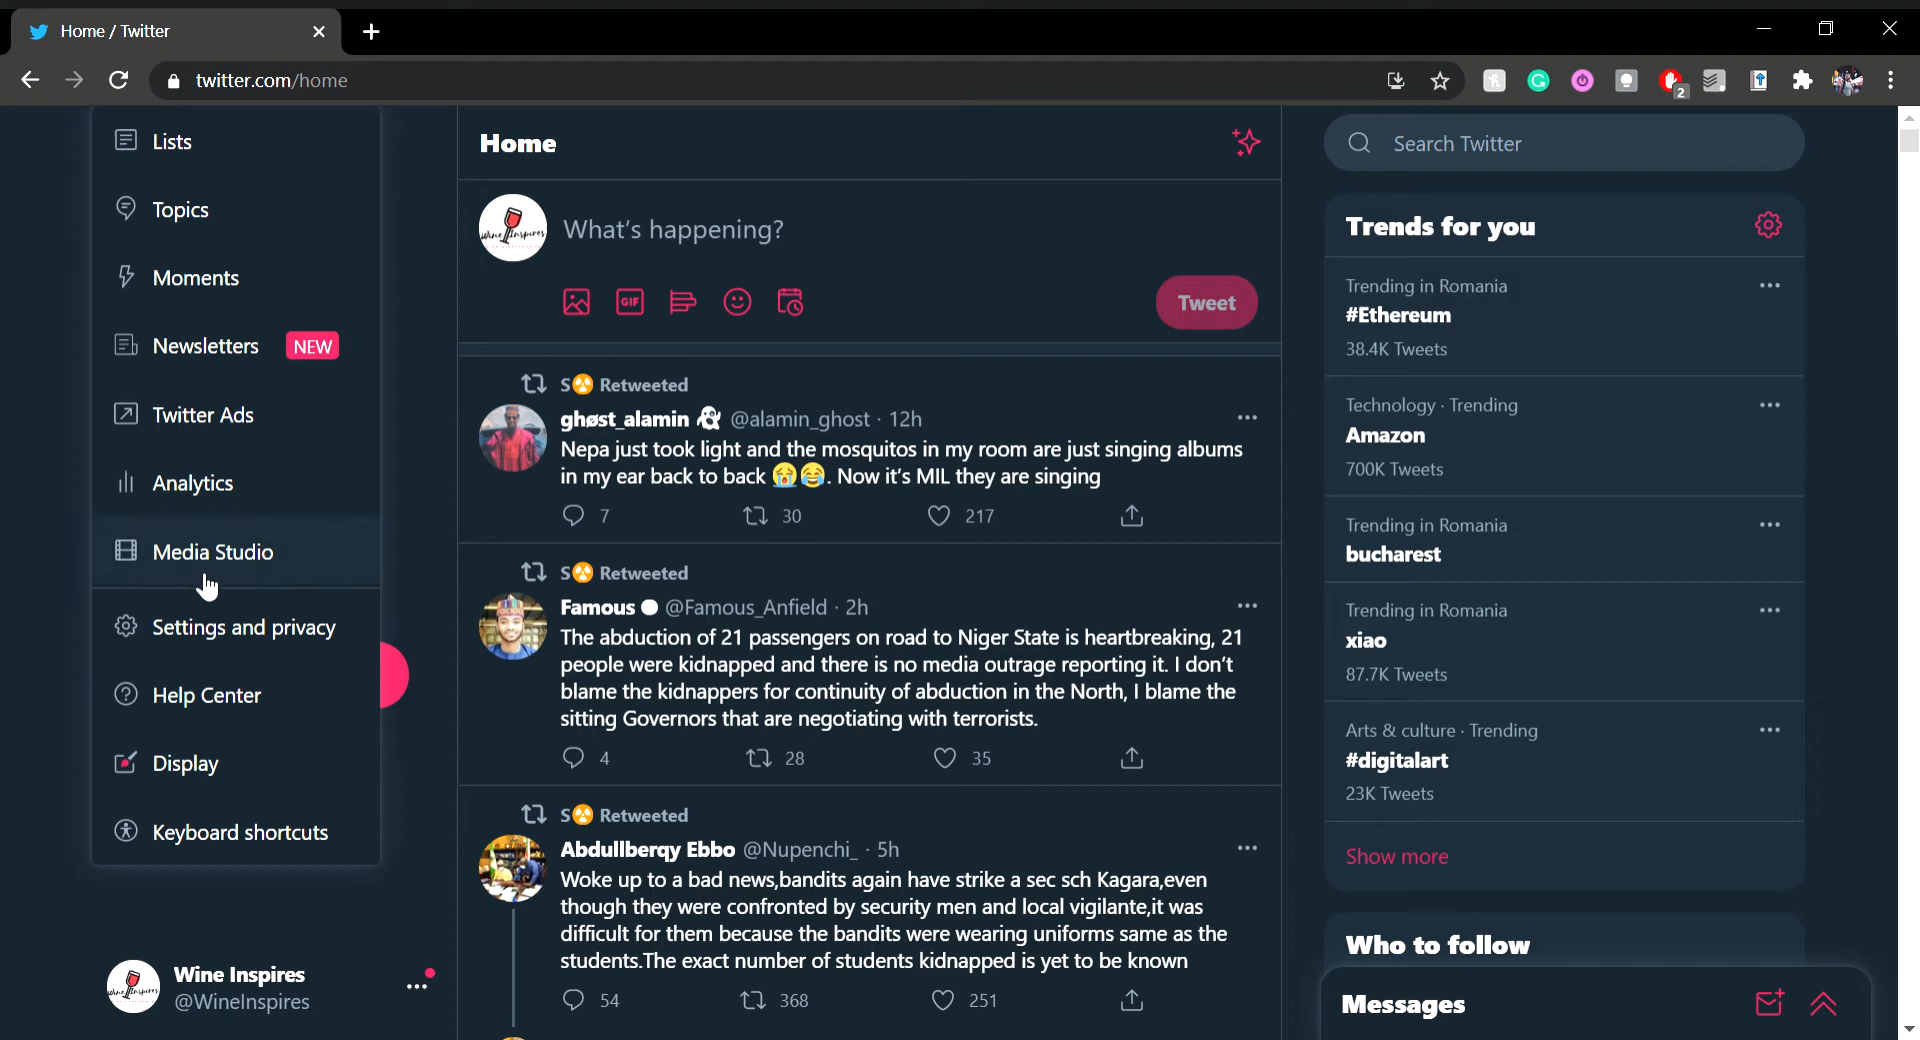 Home / Twitter
twitter.com/home
2
Lists
Topics
Moments
Newsletters NEW
Twitter Ads
Analytics
Media Studio
Settings and privacy
Help Center
Display
Keyboard shortcuts
Wine Inspires
@WineInspires
Home
Wine Inspires
What's happening?
GIF
Tweet
S☢️ Retweeted
ghøst_alamin 👻 @alamin_ghost · 12h
Nepa just took light and the mosquitos in my room are just singing albums
in my ear back to back 😭😂. Now it's MIL they are singing
7 30 217
S☢️ Retweeted
Famous ⚪ @Famous_Anfield · 2h
The abduction of 21 passengers on road to Niger State is heartbreaking, 21
people were kidnapped and there is no media outrage reporting it. I don't
blame the kidnappers for continuity of abduction in the North, I blame the
sitting Governors that are negotiating with terrorists.
4 28 35
S☢️ Retweeted
Abdullberqy Ebbo @Nupenchi_ · 5h
Woke up to a bad news,bandits again have strike a sec sch Kagara,even
though they were confronted by security men and local vigilante,it was
difficult for them because the bandits were wearing uniforms same as the
students.The exact number of students kidnapped is yet to be known
54 368 251
Search Twitter
Trends for you
Trending in Romania
#Ethereum
38.4K Tweets
Technology · Trending
Amazon
700K Tweets
Trending in Romania
bucharest
Trending in Romania
xiao
87.7K Tweets
Arts & culture · Trending
#digitalart
23K Tweets
Show more
Who to follow
Messages